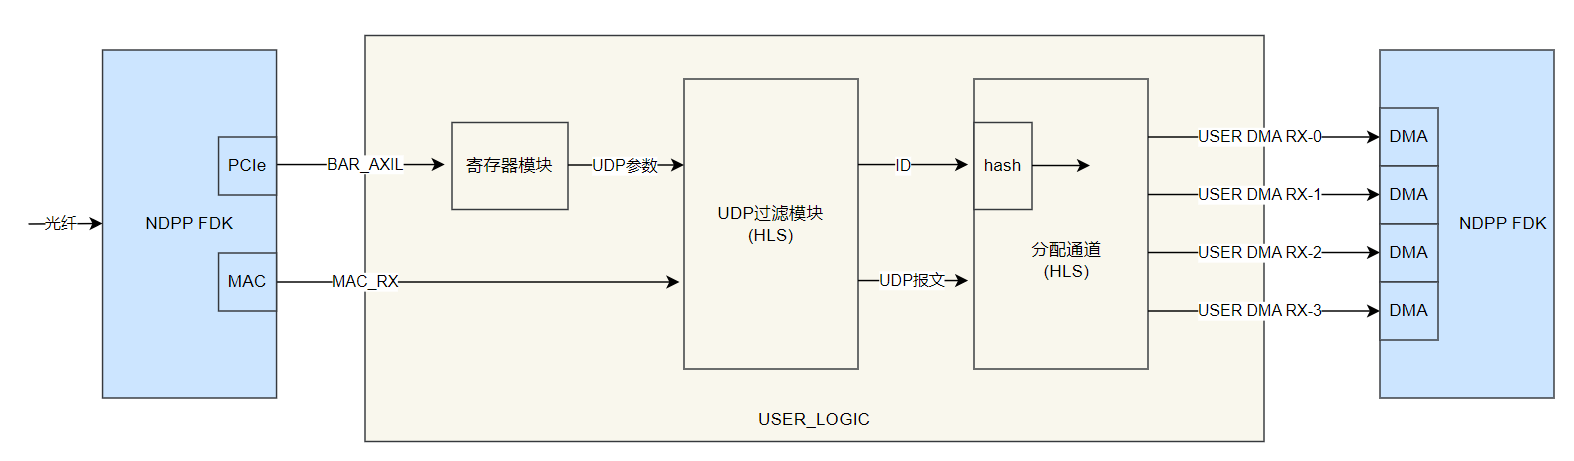 光纤
NDPP FDK
PCIe
MAC
BAR_AXIL
MAC_RX
寄存器模块
UDP参数
UDP过滤模块
(HLS)
ID
UDP报文
hash
分配通道
(HLS)
USER_LOGIC
USER DMA RX-0
USER DMA RX-1
USER DMA RX-2
USER DMA RX-3
DMA
DMA
DMA
DMA
NDPP FDK